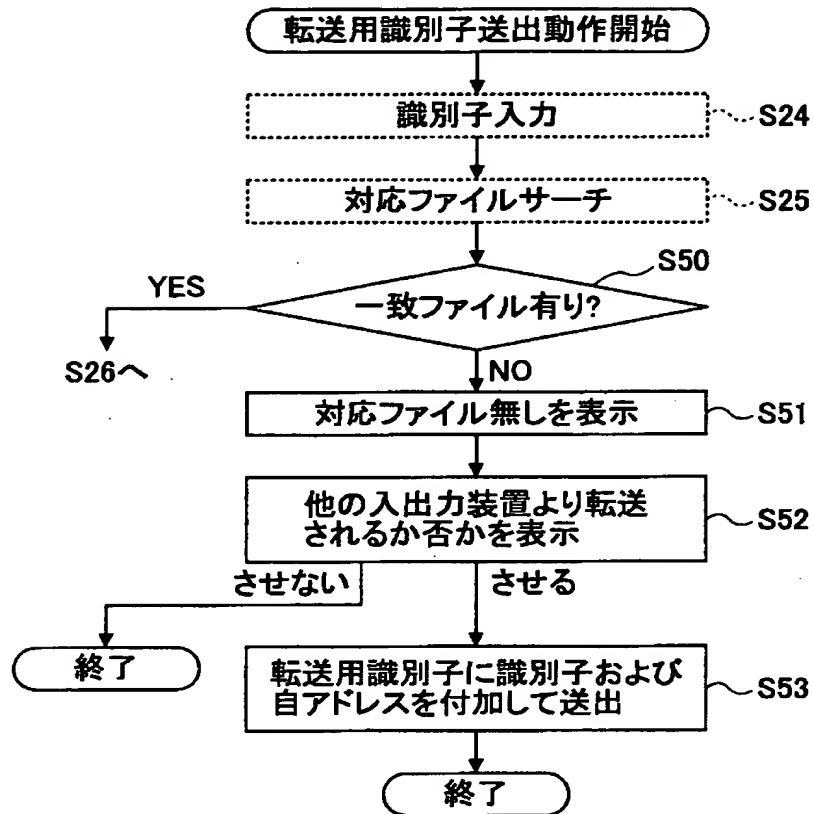 転送用識別子送出動作開始
識別子入力
S24
対応ファイルサーチ
S25
S50
YES
一致ファイル有り?
S26へ
NO
対応ファイル無しを表示
S51
他の入出力装置より転送
されるか否かを表示
S52
させない
させる
終了
転送用識別子に識別子および
自アドレスを付加して送出
S53
終了